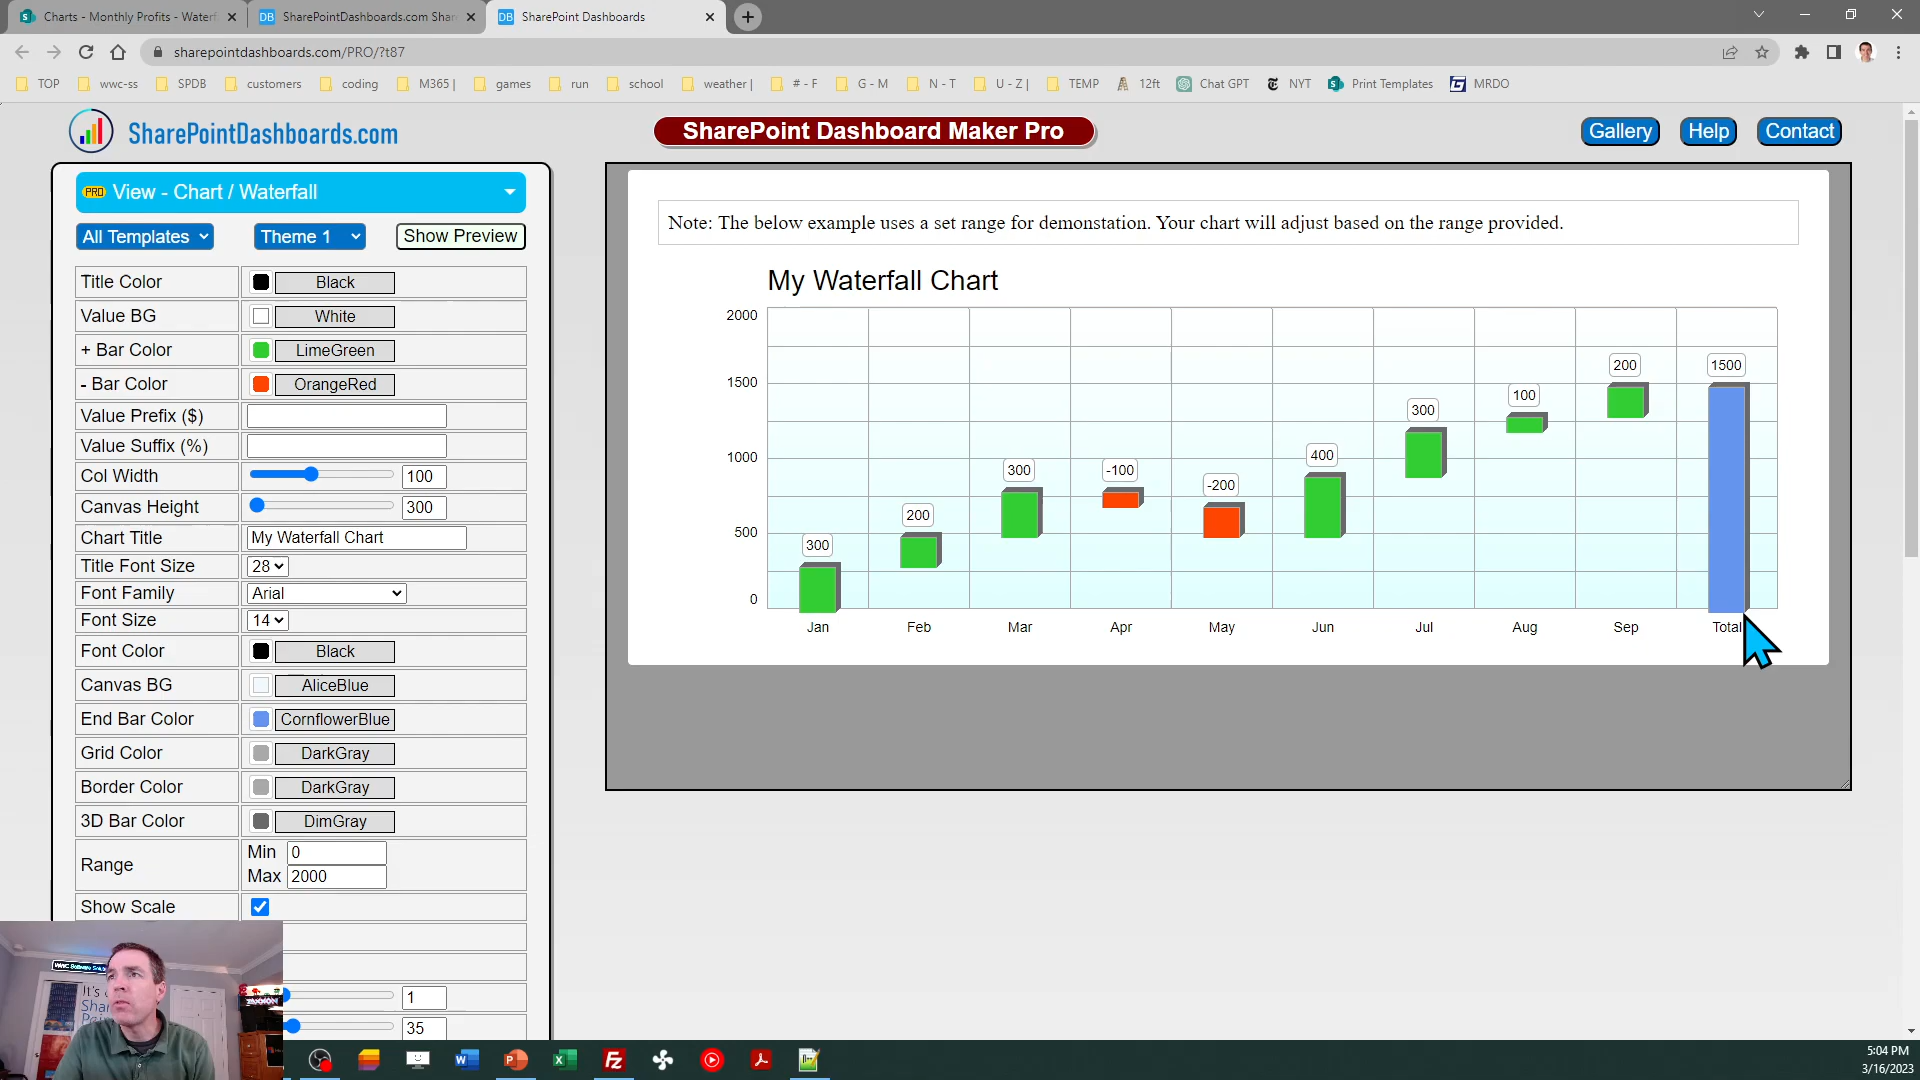 Charts - Monthly Profits - Waterf
SharePointDashboards.com Shar
SharePoint Dashboards
sharepointdashboards.com/PRO/?t87
TOP
wwc-ss
SPDB
customers
coding
M365 |
games
run
school
weather |
# - F
G - M
N - T
U - Z |
TEMP
12ft
Chat GPT
NYT
Print Templates
MRDO
SharePointDashboards.com
SharePoint Dashboard Maker Pro
Gallery
Help
Contact
PRO View - Chart / Waterfall
All Templates
Theme 1
Show Preview
Title Color
Black
Value BG
White
+ Bar Color
LimeGreen
- Bar Color
OrangeRed
Value Prefix ($)
Value Suffix (%)
Col Width
100
Canvas Height
300
Chart Title
My Waterfall Chart
Title Font Size
28
Font Family
Arial
Font Size
14
Font Color
Black
Canvas BG
AliceBlue
End Bar Color
CornflowerBlue
Grid Color
DarkGray
Border Color
DarkGray
3D Bar Color
DimGray
Range
Min 0
Max 2000
Show Scale
1
35
Note: The below example uses a set range for demonstation. Your chart will adjust based on the range provided.
My Waterfall Chart
2000
1500
1000
500
0
300
200
300
-100
-200
400
300
100
200
1500
Jan
Feb
Mar
Apr
May
Jun
Jul
Aug
Sep
Total
It's
Shar
5:04 PM
3/16/2023